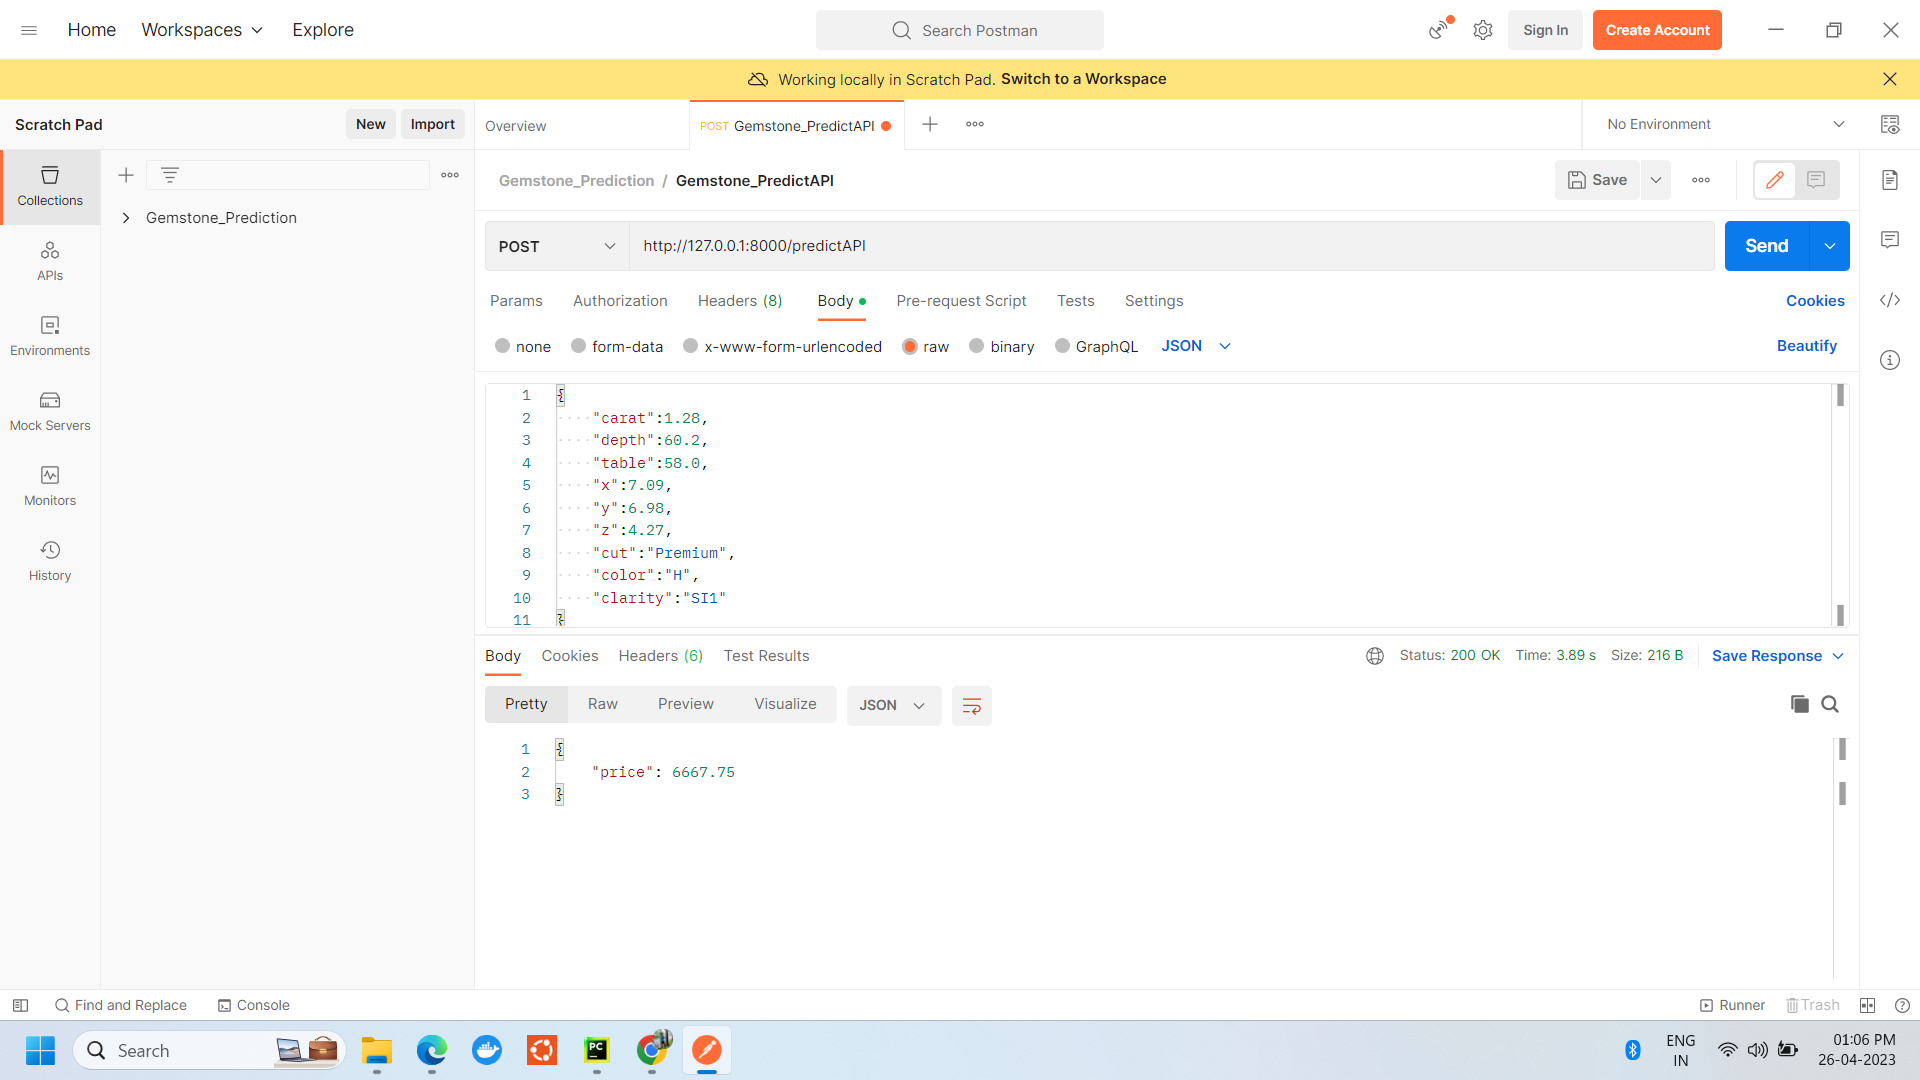 Home Workspaces Explore Search Postman Sign In Create Account
Working locally in Scratch Pad. Switch to a Workspace
Scratch Pad New Import Overview POST Gemstone_PredictAPI No Environment
Collections
Gemstone_Prediction
APIs
Environments
Mock Servers
Monitors
History
Gemstone_Prediction / Gemstone_PredictAPI Save
POST http://127.0.0.1:8000/predictAPI Send
Params Authorization Headers (8) Body Pre-request Script Tests Settings Cookies
none form-data x-www-form-urlencoded raw binary GraphQL JSON Beautify
1 {
2 "carat":1.28,
3 "depth":60.2,
4 "table":58.0,
5 "x":7.09,
6 "y":6.98,
7 "z":4.27,
8 "cut":"Premium",
9 "color":"H",
10 "clarity":"SI1"
11 }
Body Cookies Headers (6) Test Results Status: 200 OK Time: 3.89 s Size: 216 B Save Response
Pretty Raw Preview Visualize JSON
1 {
2 "price": 6667.75
3 }
Find and Replace Console Runner Trash
Search PC ENG IN 01:06 PM
26-04-2023